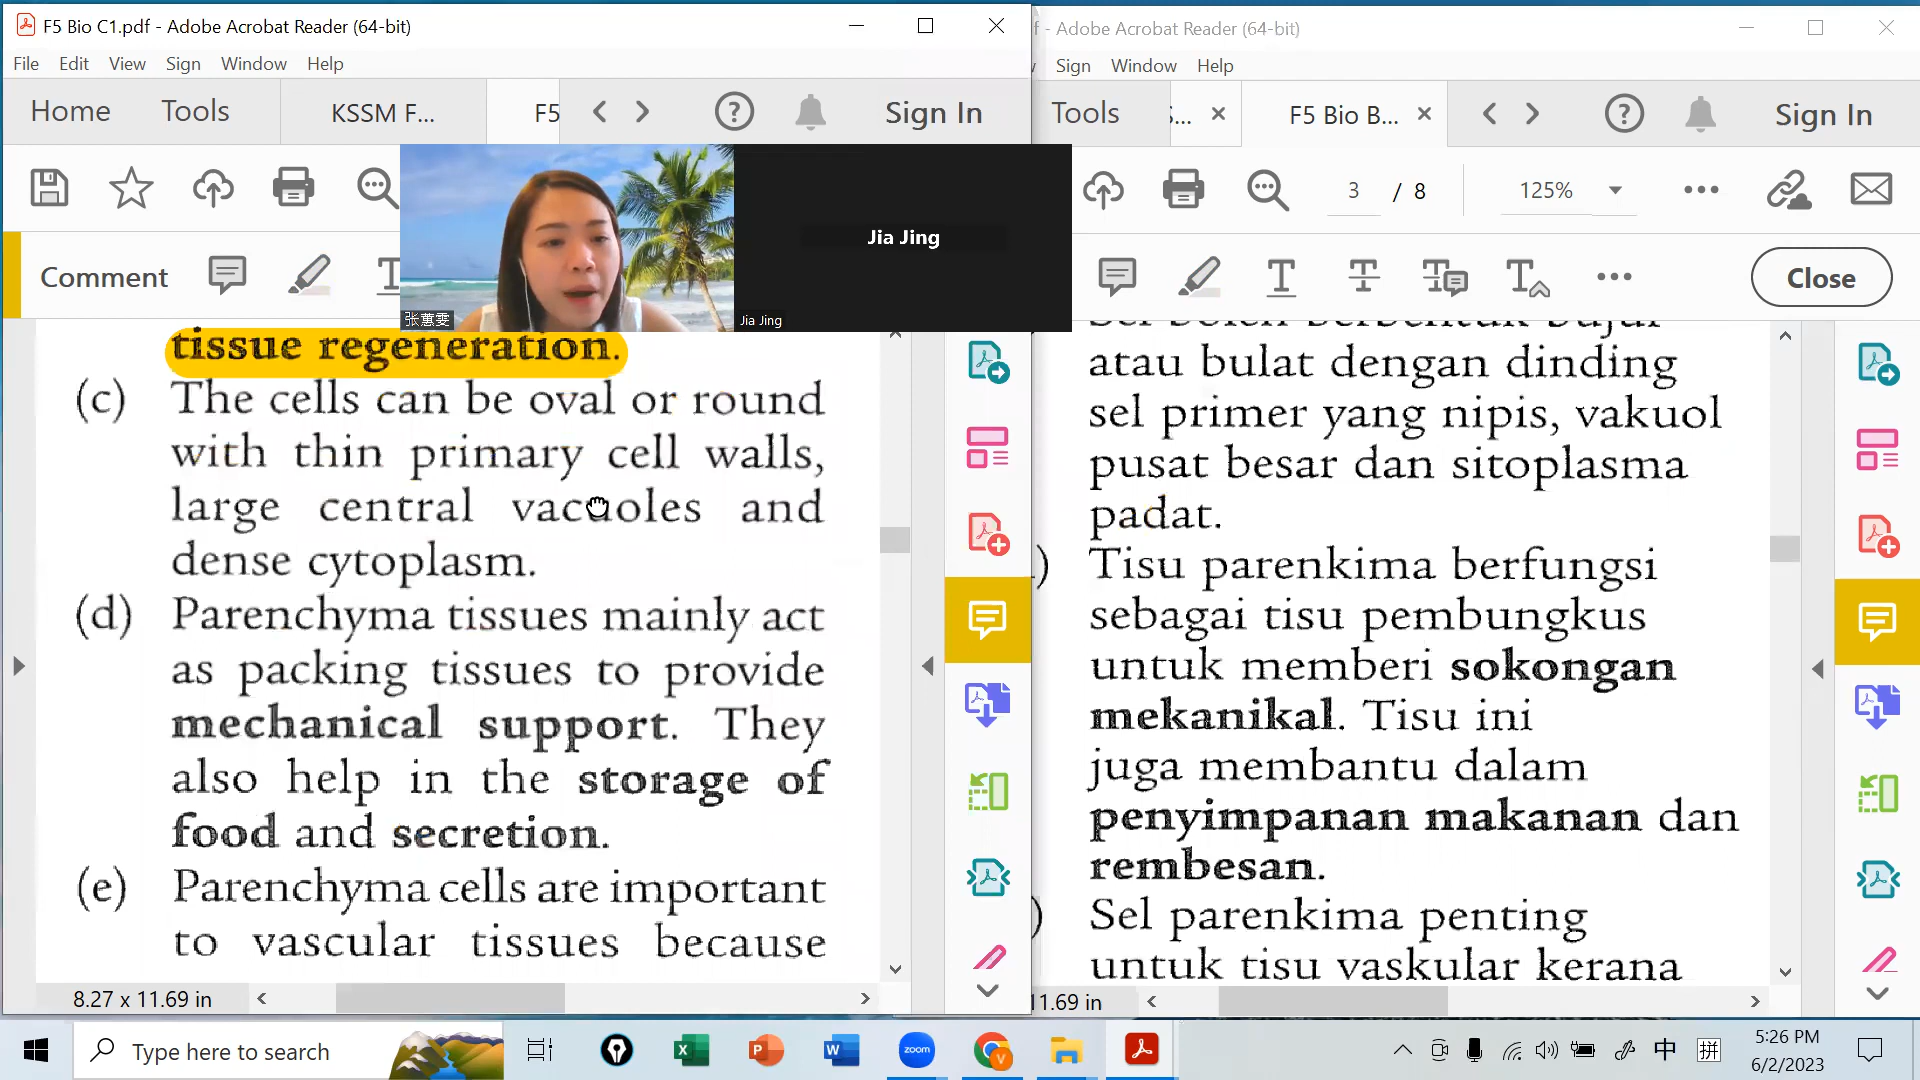 F5 Bio C1.pdf - Adobe Acrobat Reader (64-bit)
File Edit View Sign Window Help
Home Tools KSSM F... F5 Sign In
Comment
tissue regeneration.
(c) The cells can be oval or round
with thin primary cell walls,
large central vacuoles and
dense cytoplasm.
(d) Parenchyma tissues mainly act
as packing tissues to provide
mechanical support. They
also help in the storage of
food and secretion.
(e) Parenchyma cells are important
to vascular tissues because
8.27 x 11.69 in
张蕙雯
Jia Jing
Jia Jing
- Adobe Acrobat Reader (64-bit)
Sign Window Help
Tools F5 Bio B... Sign In
3 / 8 125%
Close
Sel boleh berbentuk bujur
atau bulat dengan dinding
sel primer yang nipis, vakuol
pusat besar dan sitoplasma
padat.
Tisu parenkima berfungsi
sebagai tisu pembungkus
untuk memberi sokongan
mekanikal. Tisu ini
juga membantu dalam
penyimpanan makanan dan
rembesan.
Sel parenkima penting
untuk tisu vaskular kerana
11.69 in
Type here to search
zoom
中
拼
5:26 PM
6/2/2023